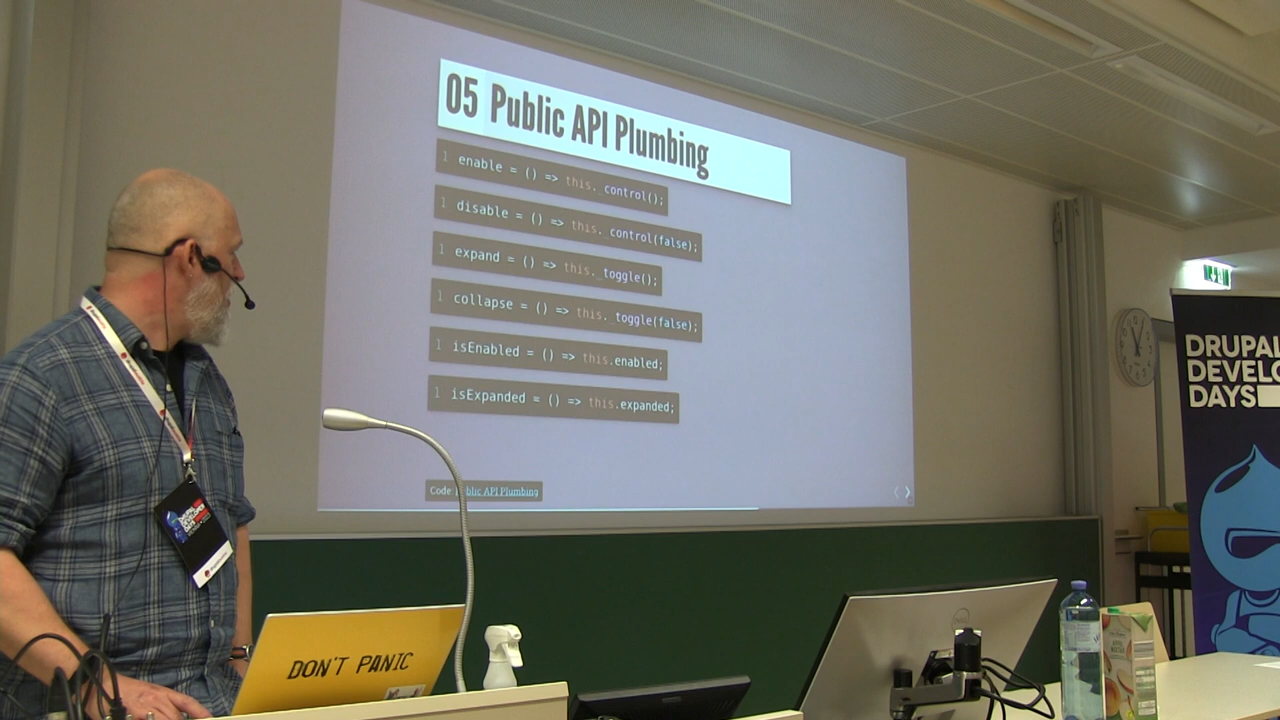 05 Public API Plumbing
1 enable = () => this._control();
1 disable = () => this._control(false);
1 expand = () => this._toggle();
1 collapse = () => this._toggle(false);
1 isEnabled = () => this.enabled;
1 isExpanded = () => this.expanded;
Code: Public API Plumbing
DRUPAL
DEVELO
DAYS
DON'T PANIC